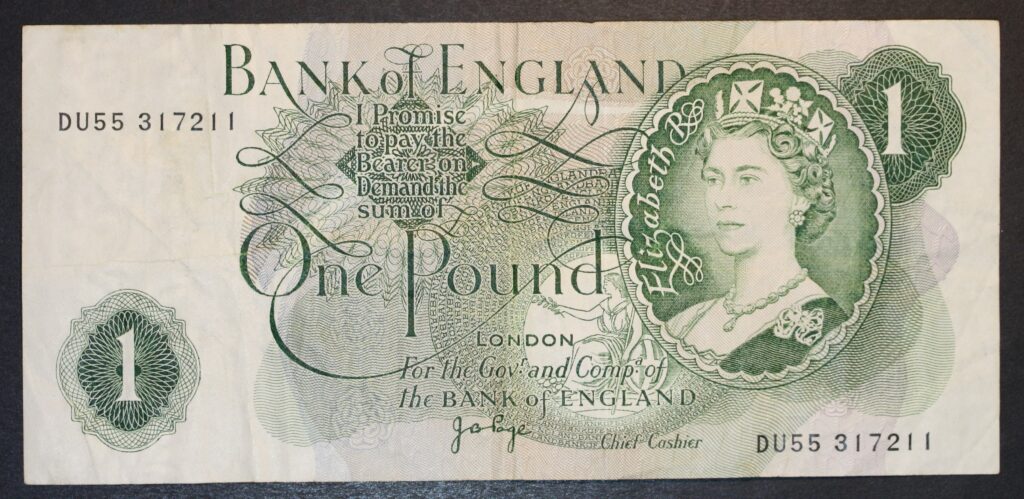 BANK of ENGLAND
DU55 317211
1
I Promise
to pay the
Bearer on
Demand the
sum of
One Pound
Elizabeth R
1
LONDON
For the Govr: and Compa: of
the BANK of ENGLAND
J B Page
Chief Cashier
DU55 317211